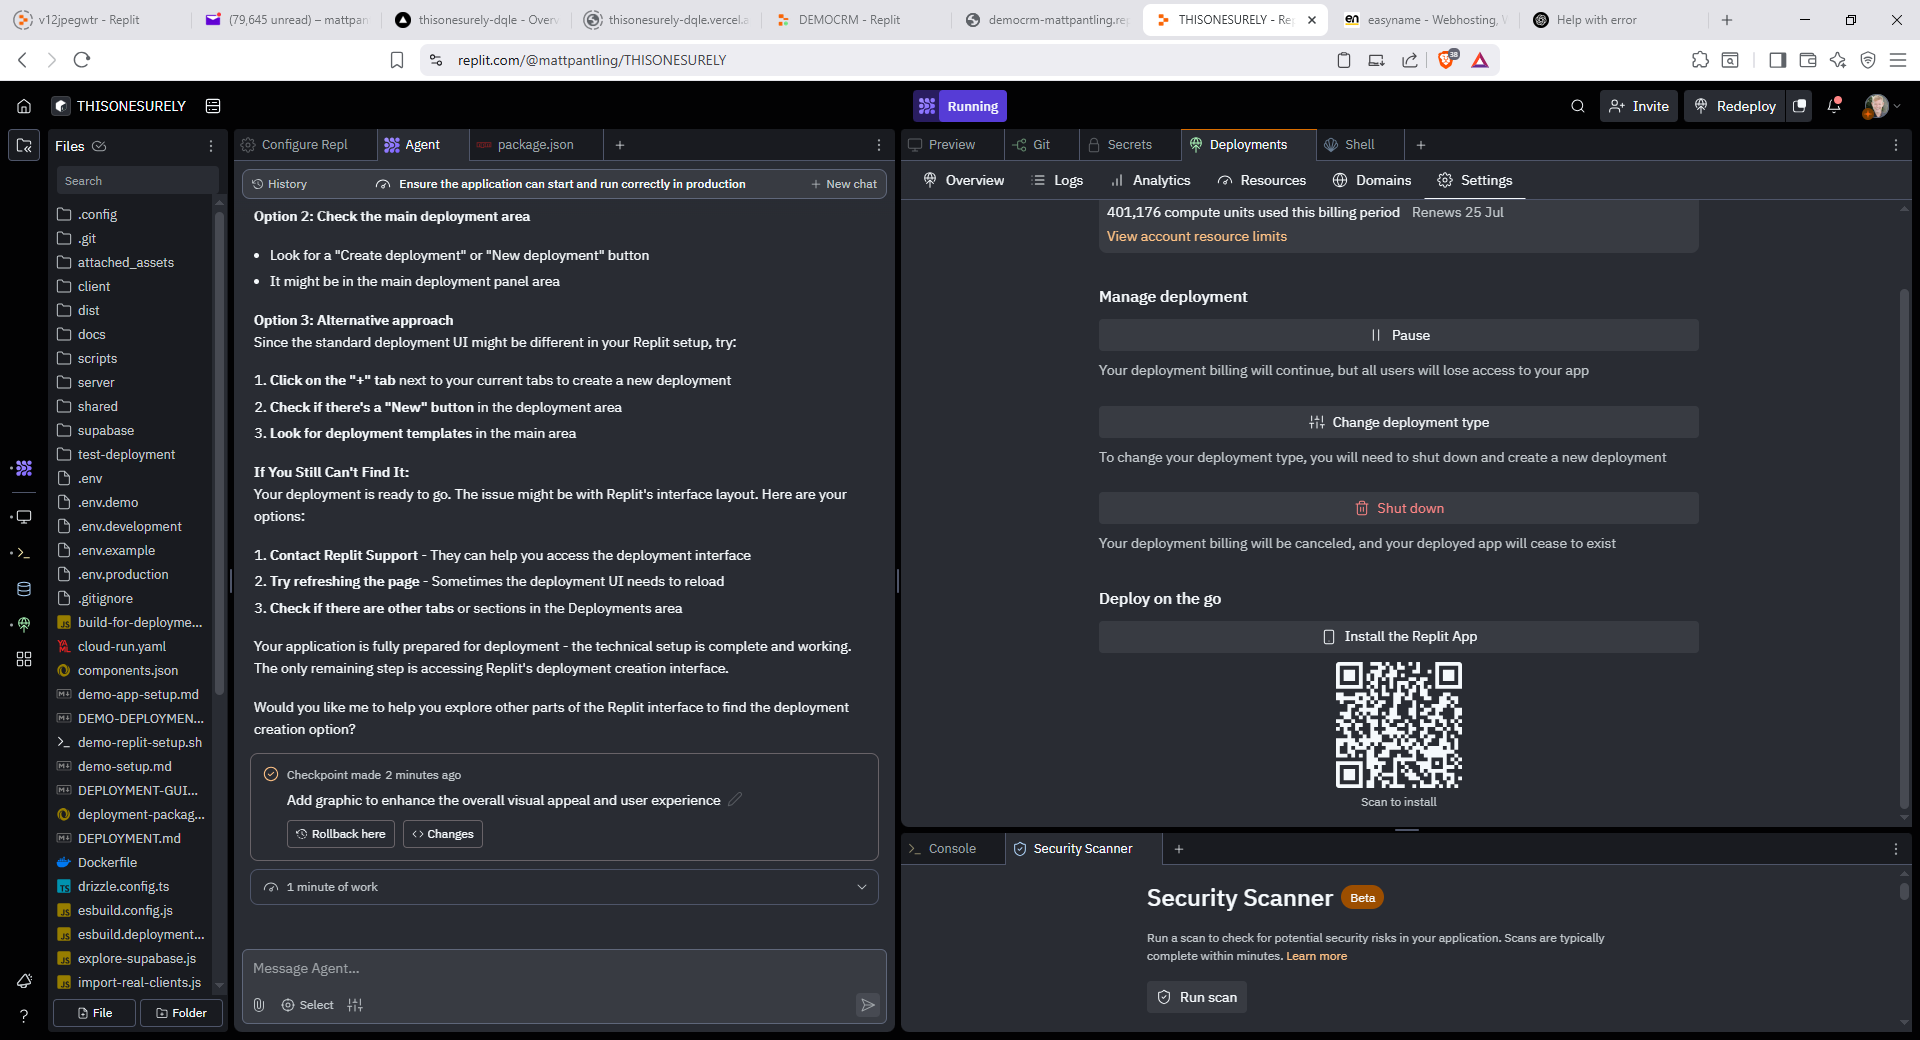 v12jpegwtr - Replit
(79,645 unread) – mattpan
thisonesurely-dqle - Overv
thisonesurely-dqle.vercel.a
DEMOCRM - Replit
democrm-mattpantling.rep
THISONESURELY - Re
easyname - Webhosting, W
Help with error
replit.com/@mattpantling/THISONESURELY
38
THISONESURELY
Running
Invite
Redeploy
Files
Search
.config
.git
attached_assets
client
dist
docs
scripts
server
shared
supabase
test-deployment
.env
.env.demo
.env.development
.env.example
.env.production
.gitignore
build-for-deployme...
cloud-run.yaml
components.json
demo-app-setup.md
DEMO-DEPLOYMEN...
demo-replit-setup.sh
demo-setup.md
DEPLOYMENT-GUI...
deployment-packag...
DEPLOYMENT.md
Dockerfile
drizzle.config.ts
esbuild.config.js
esbuild.deployment...
explore-supabase.js
import-real-clients.js
File
Folder
Configure Repl
Agent
package.json
History
Ensure the application can start and run correctly in production
New chat
Option 2: Check the main deployment area
• Look for a "Create deployment" or "New deployment" button
• It might be in the main deployment panel area
Option 3: Alternative approach
Since the standard deployment UI might be different in your Replit setup, try:
1. Click on the "+" tab next to your current tabs to create a new deployment
2. Check if there's a "New" button in the deployment area
3. Look for deployment templates in the main area
If You Still Can't Find It:
Your deployment is ready to go. The issue might be with Replit's interface layout. Here are your
options:
1. Contact Replit Support - They can help you access the deployment interface
2. Try refreshing the page - Sometimes the deployment UI needs to reload
3. Check if there are other tabs or sections in the Deployments area
Your application is fully prepared for deployment - the technical setup is complete and working.
The only remaining step is accessing Replit's deployment creation interface.
Would you like me to help you explore other parts of the Replit interface to find the deployment
creation option?
Checkpoint made 2 minutes ago
Add graphic to enhance the overall visual appeal and user experience
Rollback here
Changes
1 minute of work
Message Agent...
Select
Preview
Git
Secrets
Deployments
Shell
Overview
Logs
Analytics
Resources
Domains
Settings
401,176 compute units used this billing period Renews 25 Jul
View account resource limits
Manage deployment
Pause
Your deployment billing will continue, but all users will lose access to your app
Change deployment type
To change your deployment type, you will need to shut down and create a new deployment
Shut down
Your deployment billing will be canceled, and your deployed app will cease to exist
Deploy on the go
Install the Replit App
Scan to install
Console
Security Scanner
Security Scanner Beta
Run a scan to check for potential security risks in your application. Scans are typically
complete within minutes. Learn more
Run scan